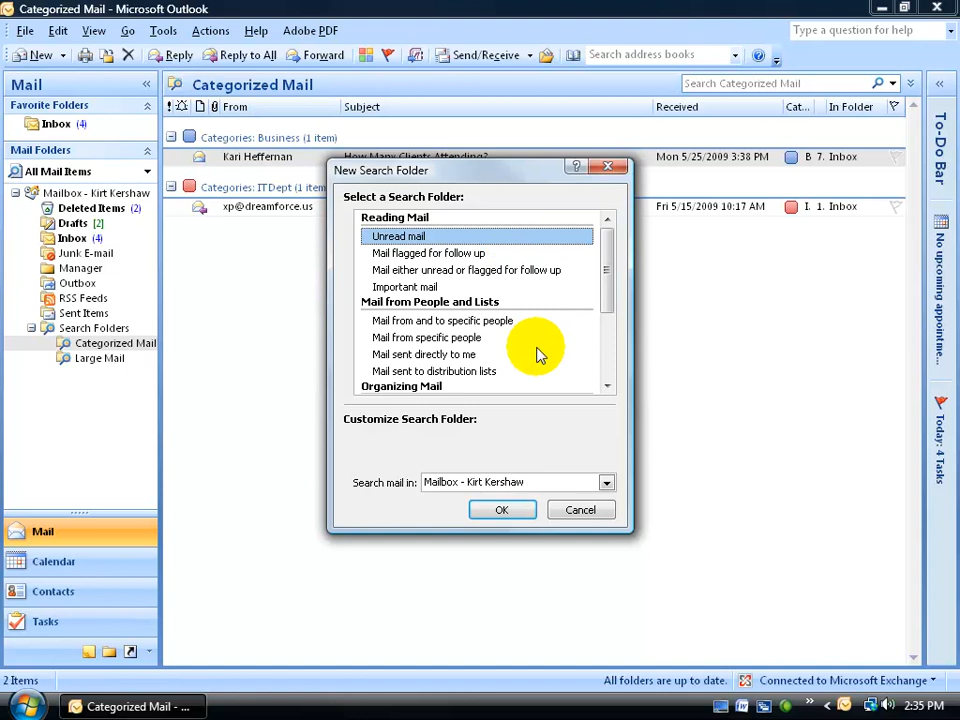 Categorized Mail - Microsoft Outlook
File Edit View Go Tools Actions Help Adobe PDF
Type a question for help
New Reply Reply to All Forward Send/Receive Search address books
Mail
Favorite Folders
Inbox (4)
Mail Folders
All Mail Items
Mailbox - Kirt Kershaw
Deleted Items (2)
Drafts [2]
Inbox (4)
Junk E-mail
Manager
Outbox
RSS Feeds
Sent Items
Search Folders
Categorized Mail
Large Mail
Mail
Calendar
Contacts
Tasks
Categorized Mail
Search Categorized Mail
From Subject Received Cat... In Folder
Categories: Business (1 item)
Kari Heffernan How Many Clients Attending? Mon 5/25/2009 3:38 PM B 7. Inbox
Categories: ITDept (1 item
xp@dreamforce.us Fri 5/15/2009 10:17 AM I. 1. Inbox
New Search Folder
Select a Search Folder:
Reading Mail
Unread mail
Mail flagged for follow up
Mail either unread or flagged for follow up
Important mail
Mail from People and Lists
Mail from and to specific people
Mail from specific people
Mail sent directly to me
Mail sent to distribution lists
Organizing Mail
Customize Search Folder:
Search mail in: Mailbox - Kirt Kershaw
OK Cancel
To-Do Bar
No upcoming appointme...
Today: 4 Tasks
2 Items All folders are up to date. Connected to Microsoft Exchange
Categorized Mail - ... 2:35 PM